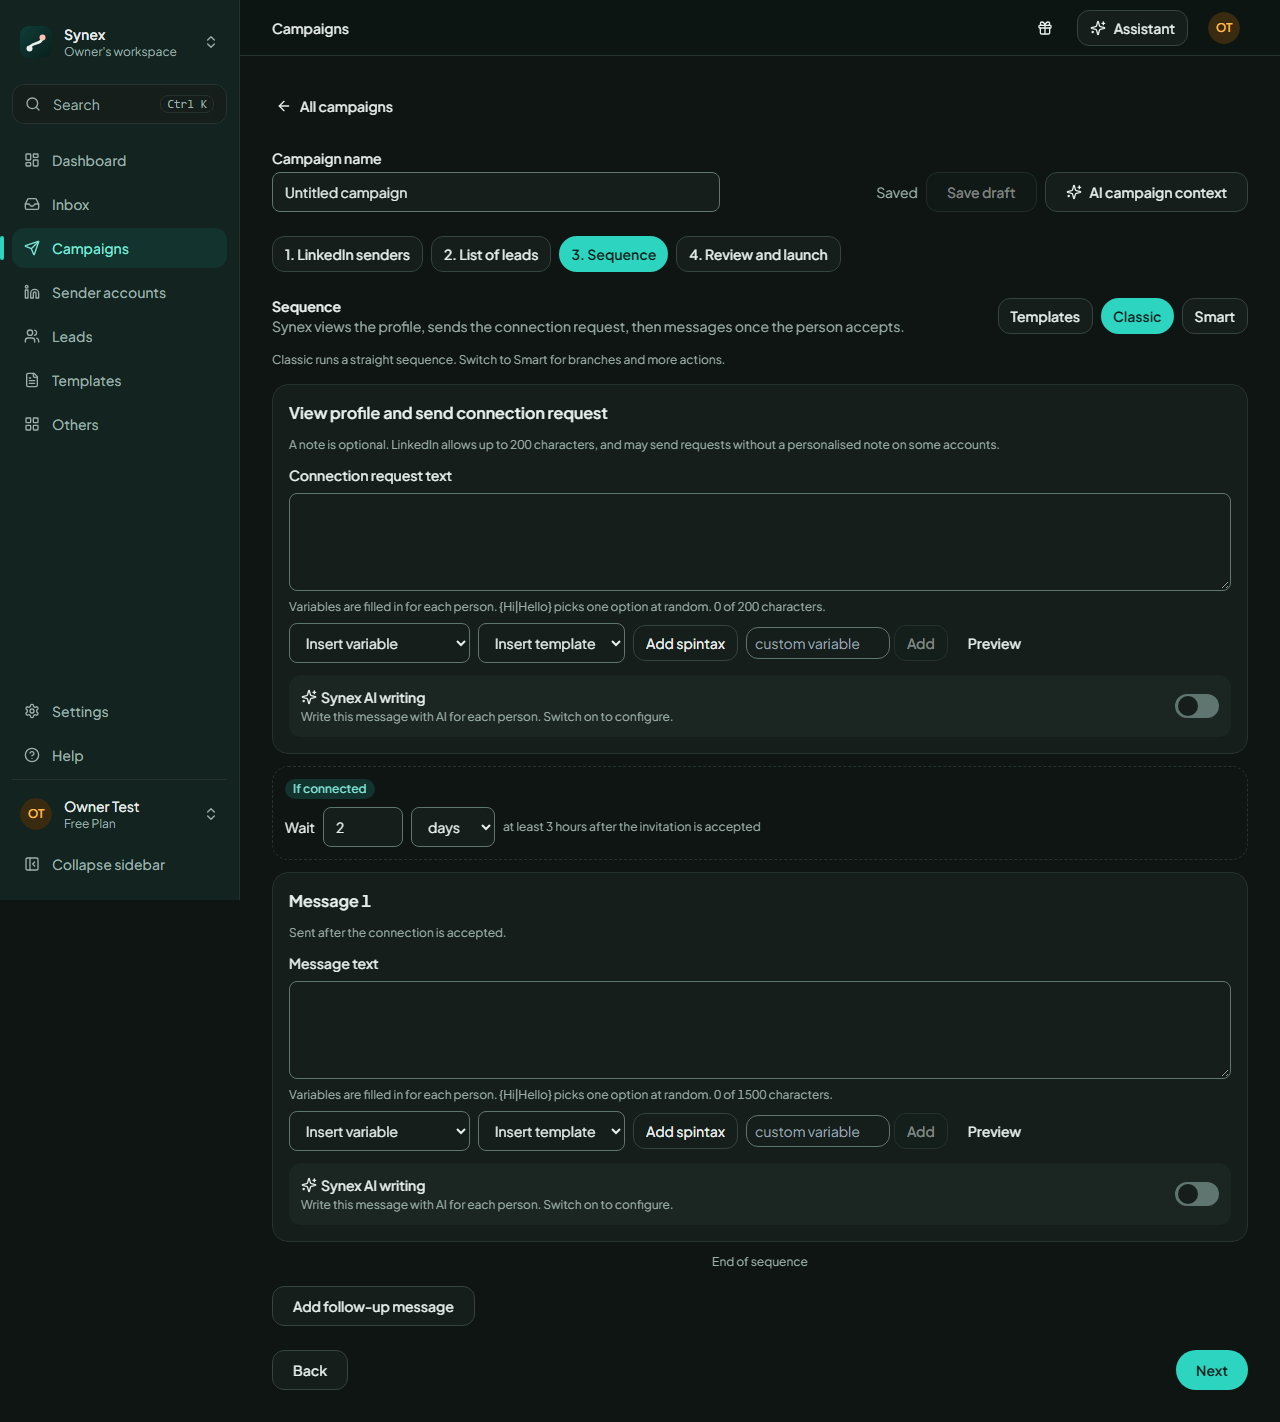 Synex
Owner's workspace
Search
Ctrl K
Dashboard
Inbox
Campaigns
Sender accounts
Leads
Templates
Others
Settings
Help
OT
Owner Test
Free Plan
Collapse sidebar
Campaigns
Assistant
OT
All campaigns
Campaign name
Untitled campaign
Saved
Save draft
AI campaign context
1. LinkedIn senders
2. List of leads
3. Sequence
4. Review and launch
Sequence
Synex views the profile, sends the connection request, then messages once the person accepts.
Templates
Classic
Smart
Classic runs a straight sequence. Switch to Smart for branches and more actions.
View profile and send connection request
A note is optional. LinkedIn allows up to 200 characters, and may send requests without a personalised note on some accounts.
Connection request text
Variables are filled in for each person. {Hi|Hello} picks one option at random. 0 of 200 characters.
Insert variable
Insert template
Add spintax
custom variable
Add
Preview
Synex AI writing
Write this message with AI for each person. Switch on to configure.
If connected
Wait
2
days
at least 3 hours after the invitation is accepted
Message 1
Sent after the connection is accepted.
Message text
Variables are filled in for each person. {Hi|Hello} picks one option at random. 0 of 1500 characters.
Insert variable
Insert template
Add spintax
custom variable
Add
Preview
Synex AI writing
Write this message with AI for each person. Switch on to configure.
End of sequence
Add follow-up message
Back
Next